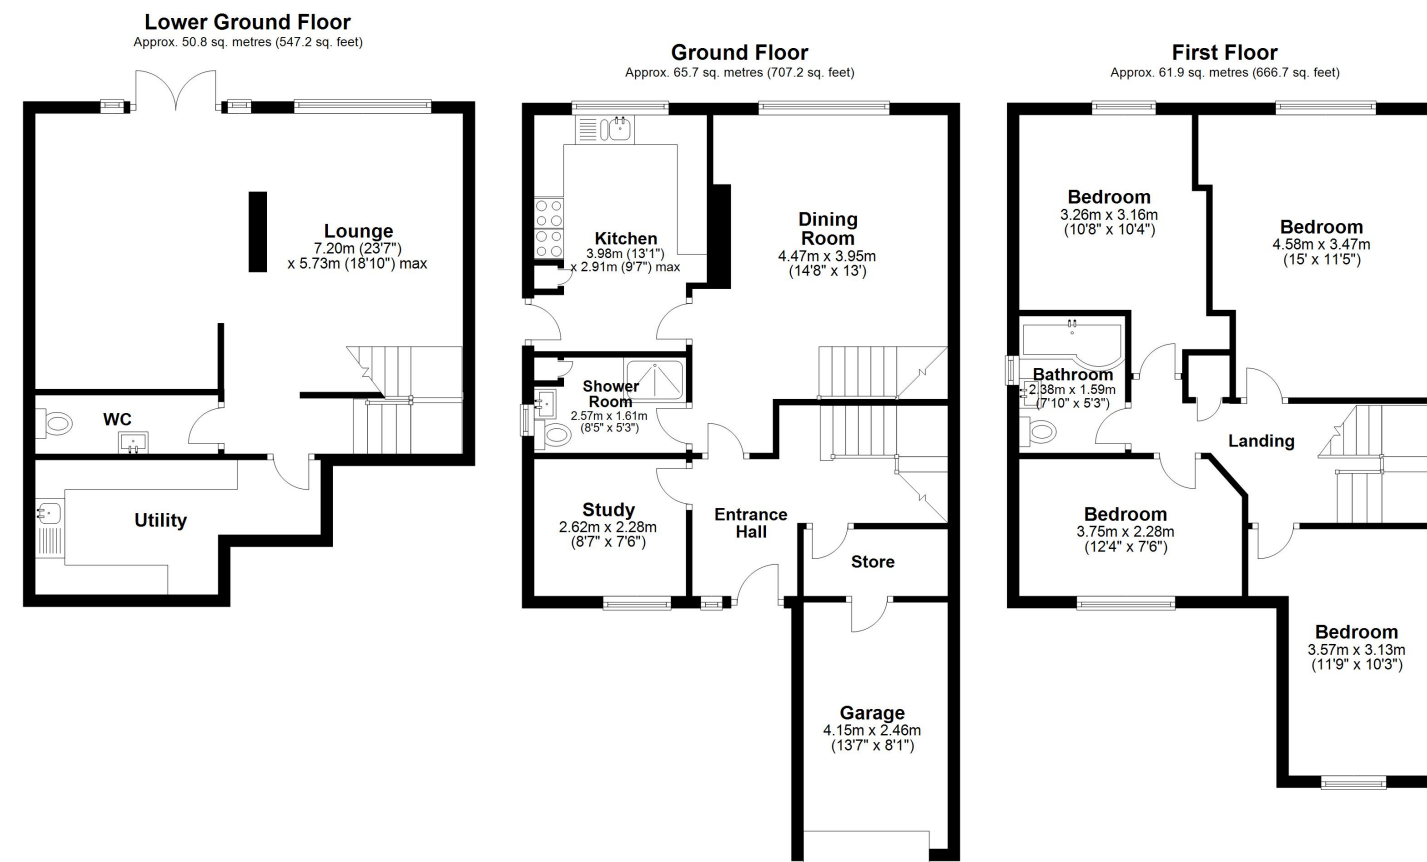 Lower Ground Floor
Approx. 50.8 sq. metres (547.2 sq. feet)
Lounge
7.20m (23'7")
x 5.73m (18'10") max
WC
Utility
Ground Floor
Approx. 65.7 sq. metres (707.2 sq. feet)
Kitchen
3.98m (13'1")
x 2.91m (9'7") max
Dining
Room
4.47m x 3.95m
(14'8" x 13')
Shower
Room
2.57m x 1.61m
(8'5" x 5'3")
Study
2.62m x 2.28m
(8'7" x 7'6")
Entrance
Hall
Store
Garage
4.15m x 2.46m
(13'7" x 8'1")
First Floor
Approx. 61.9 sq. metres (666.7 sq. feet)
Bedroom
3.26m x 3.16m
(10'8" x 10'4")
Bedroom
4.58m x 3.47m
(15' x 11'5")
Bathroom
2.38m x 1.59m
(7'10" x 5'3")
Landing
Bedroom
3.75m x 2.28m
(12'4" x 7'6")
Bedroom
3.57m x 3.13m
(11'9" x 10'3")